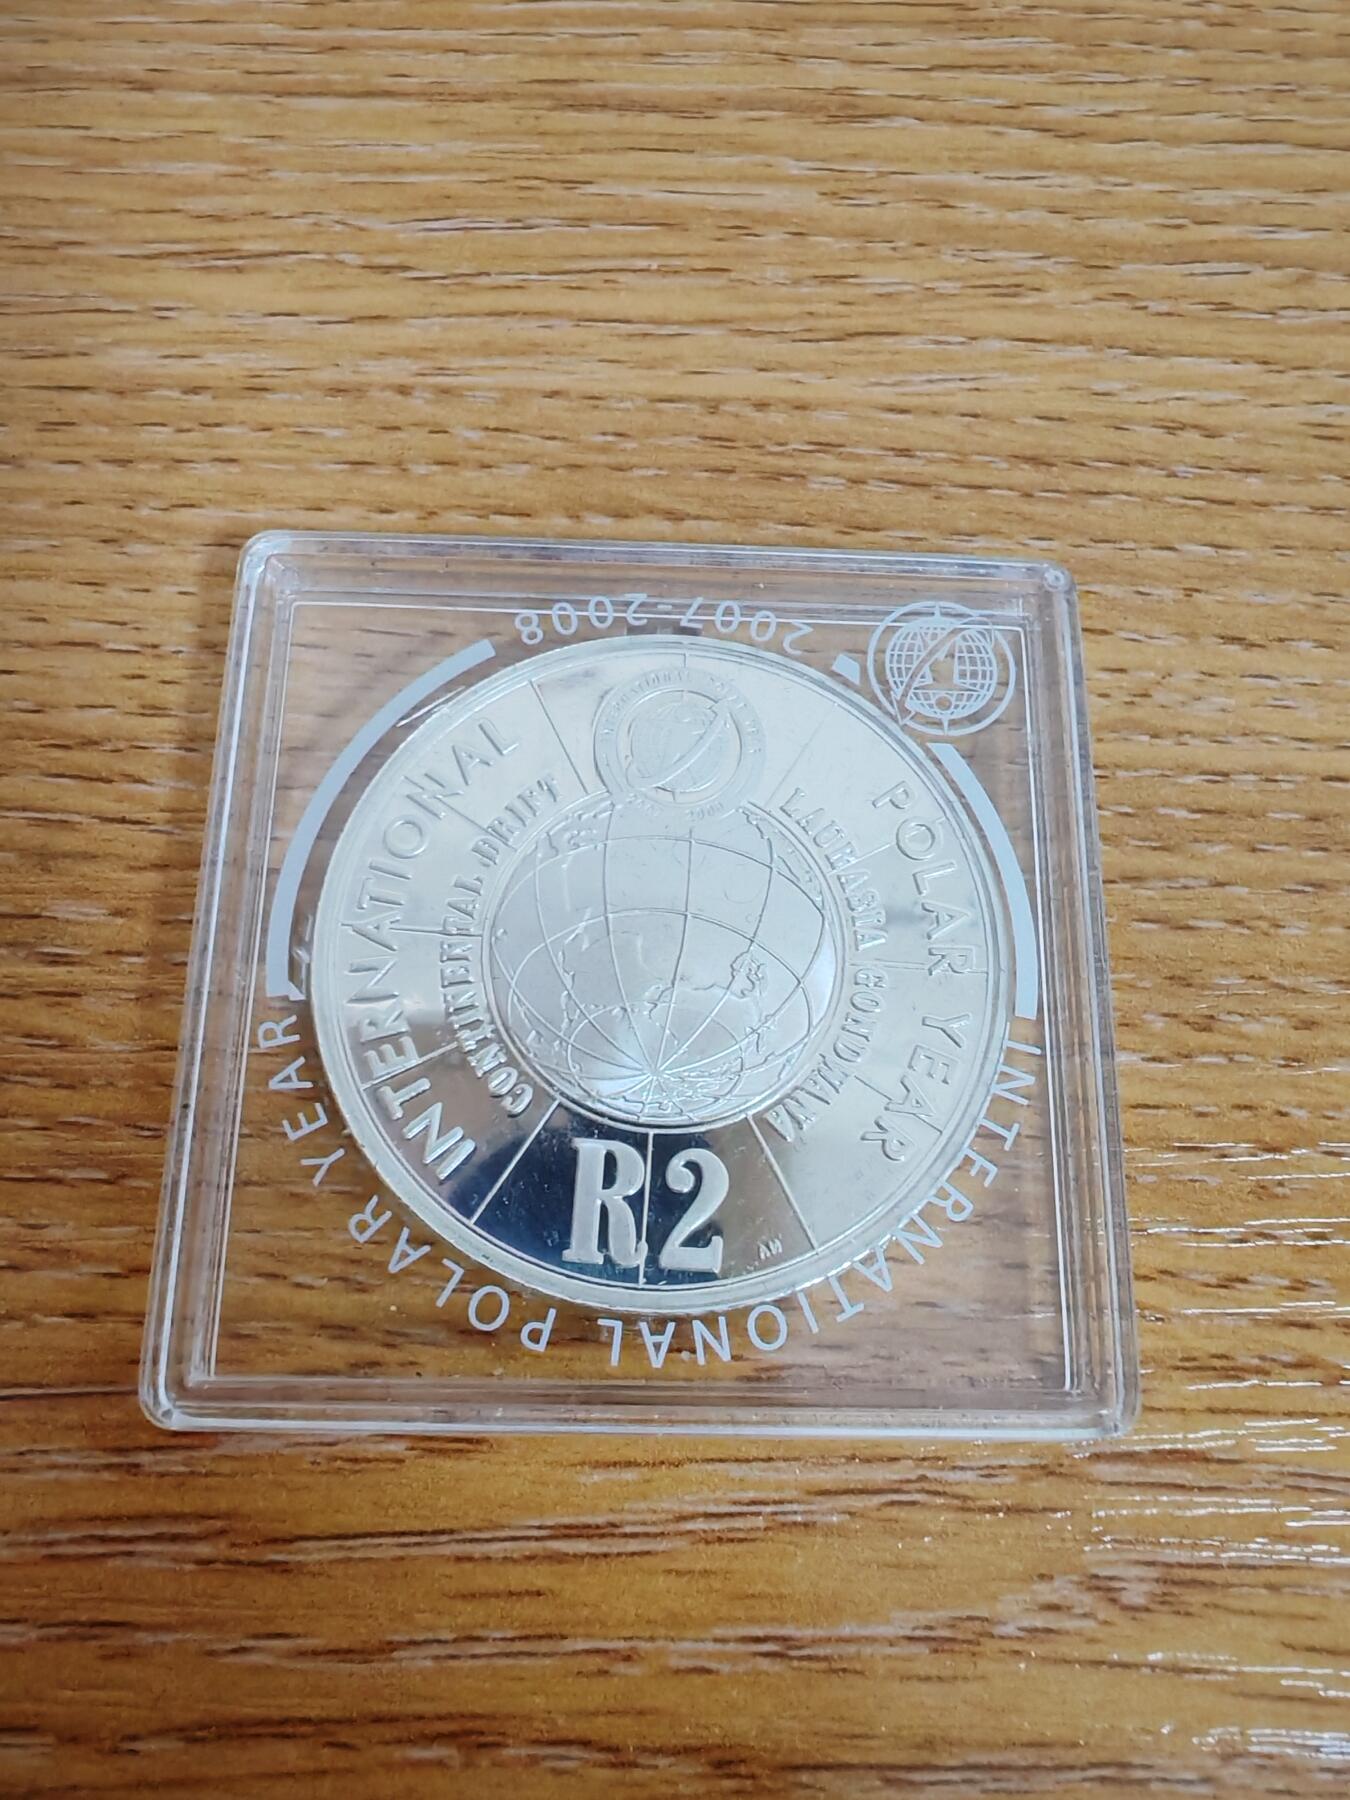 2007-2008
INTERNATIONAL POLAR YEAR
INTERNATIONAL
POLAR YEAR
CONTINENTAL DRIFT
LAURASIA GONDWANA
R2